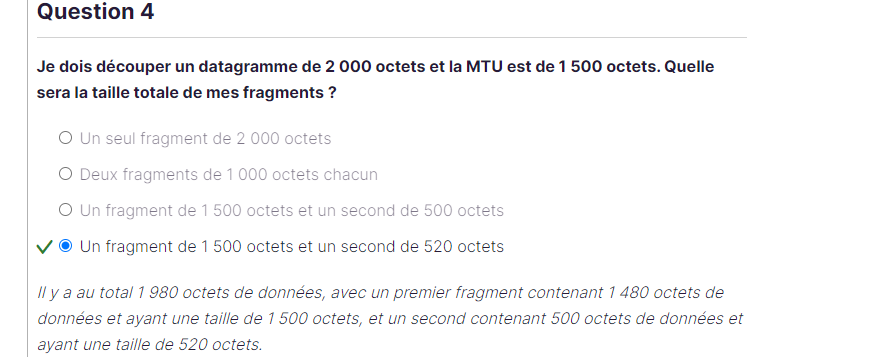 Question 4
Je dois découper un datagramme de 2 000 octets et la MTU est de 1 500 octets. Quelle
sera la taille totale de mes fragments ?
Un seul fragment de 2 000 octets
Deux fragments de 1 000 octets chacun
Un fragment de 1 500 octets et un second de 500 octets
Un fragment de 1 500 octets et un second de 520 octets
Il y a au total 1 980 octets de données, avec un premier fragment contenant 1 480 octets de
données et ayant une taille de 1 500 octets, et un second contenant 500 octets de données et
ayant une taille de 520 octets.